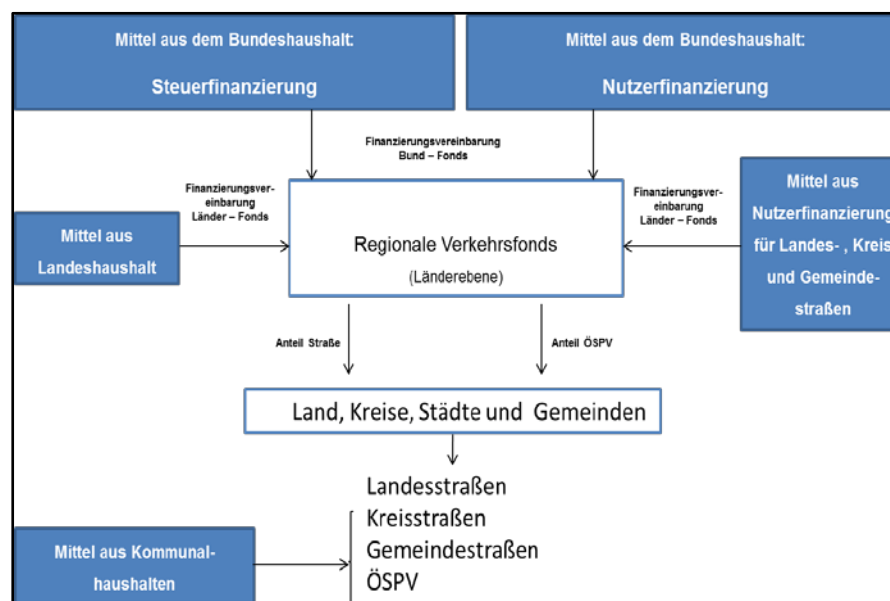 Mittel aus dem Bundeshaushalt:
Steuerfinanzierung
Mittel aus dem Bundeshaushalt:
Nutzerfinanzierung
Finanzierungsvereinbarung
Bund – Fonds
Finanzierungsver-
einbarung
Länder – Fonds
Finanzierungsver-
einbarung
Länder – Fonds
Mittel aus
Landeshaushalt
Regionale Verkehrsfonds
(Länderebene)
Mittel aus
Nutzerfinanzierung
für Landes- , Kreis
und Gemeinde-
straßen
Anteil Straße
Anteil ÖSPV
Land, Kreise, Städte und Gemeinden
Landesstraßen
Kreisstraßen
Gemeindestraßen
ÖSPV
Mittel aus Kommunal-
haushalten